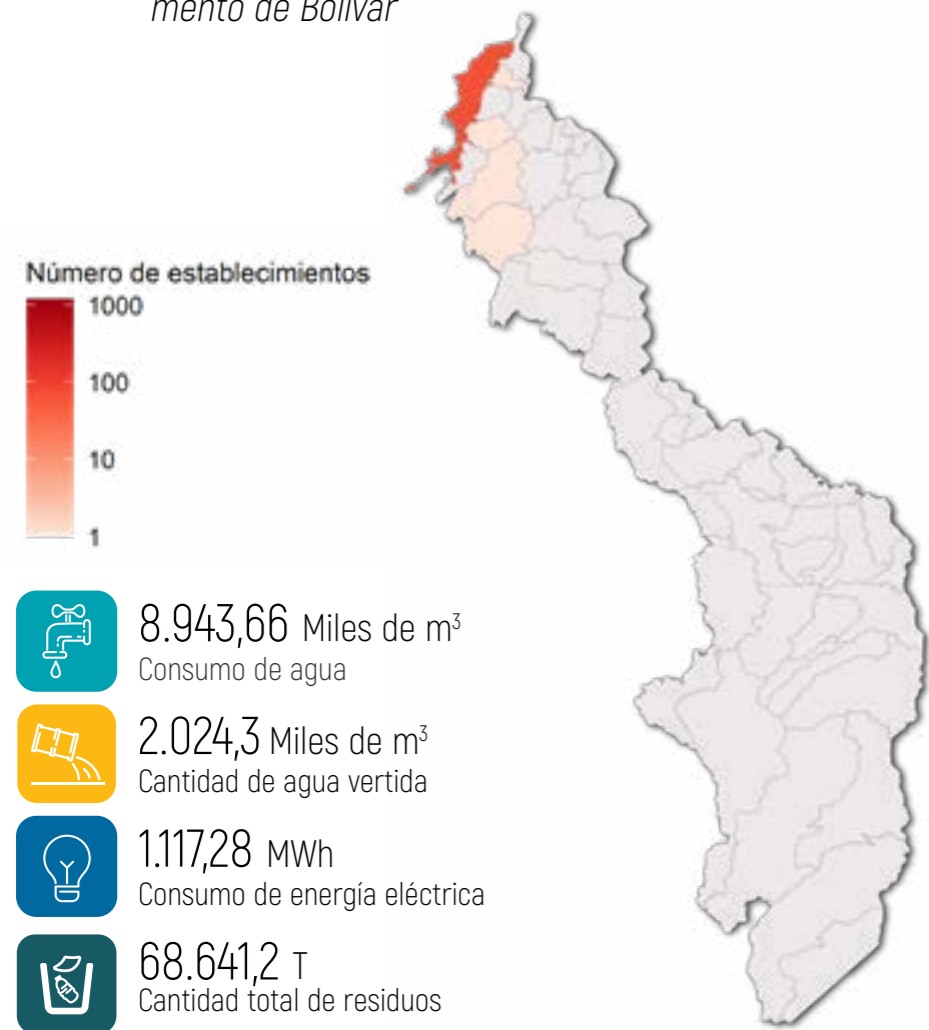 mento de Bolívar
Número de establecimientos
1000
100
10
1
8.943,66 Miles de m³
Consumo de agua
2.024,3 Miles de m³
Cantidad de agua vertida
1.117,28 MWh
Consumo de energía eléctrica
68.641,2 T
Cantidad total de residuos